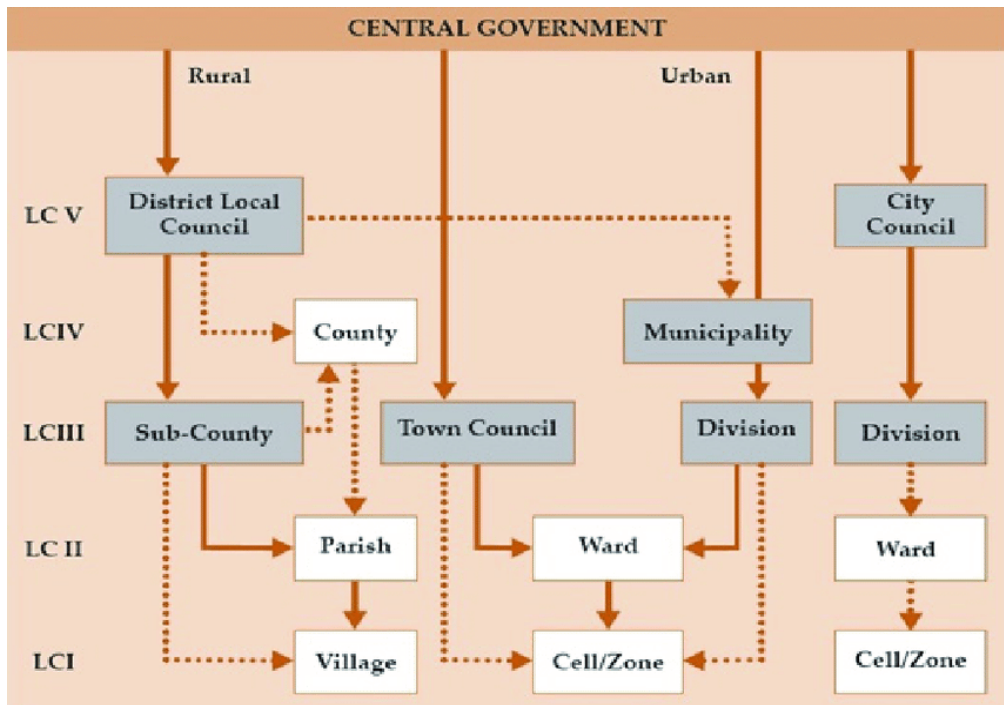 CENTRAL GOVERNMENT
Rural
Urban
LC V
District Local
Council
City
Council
LCIV
County
Municipality
LCIII
Sub-County
Town Council
Division
Division
LC II
Parish
Ward
Ward
LCI
Village
Cell/Zone
Cell/Zone